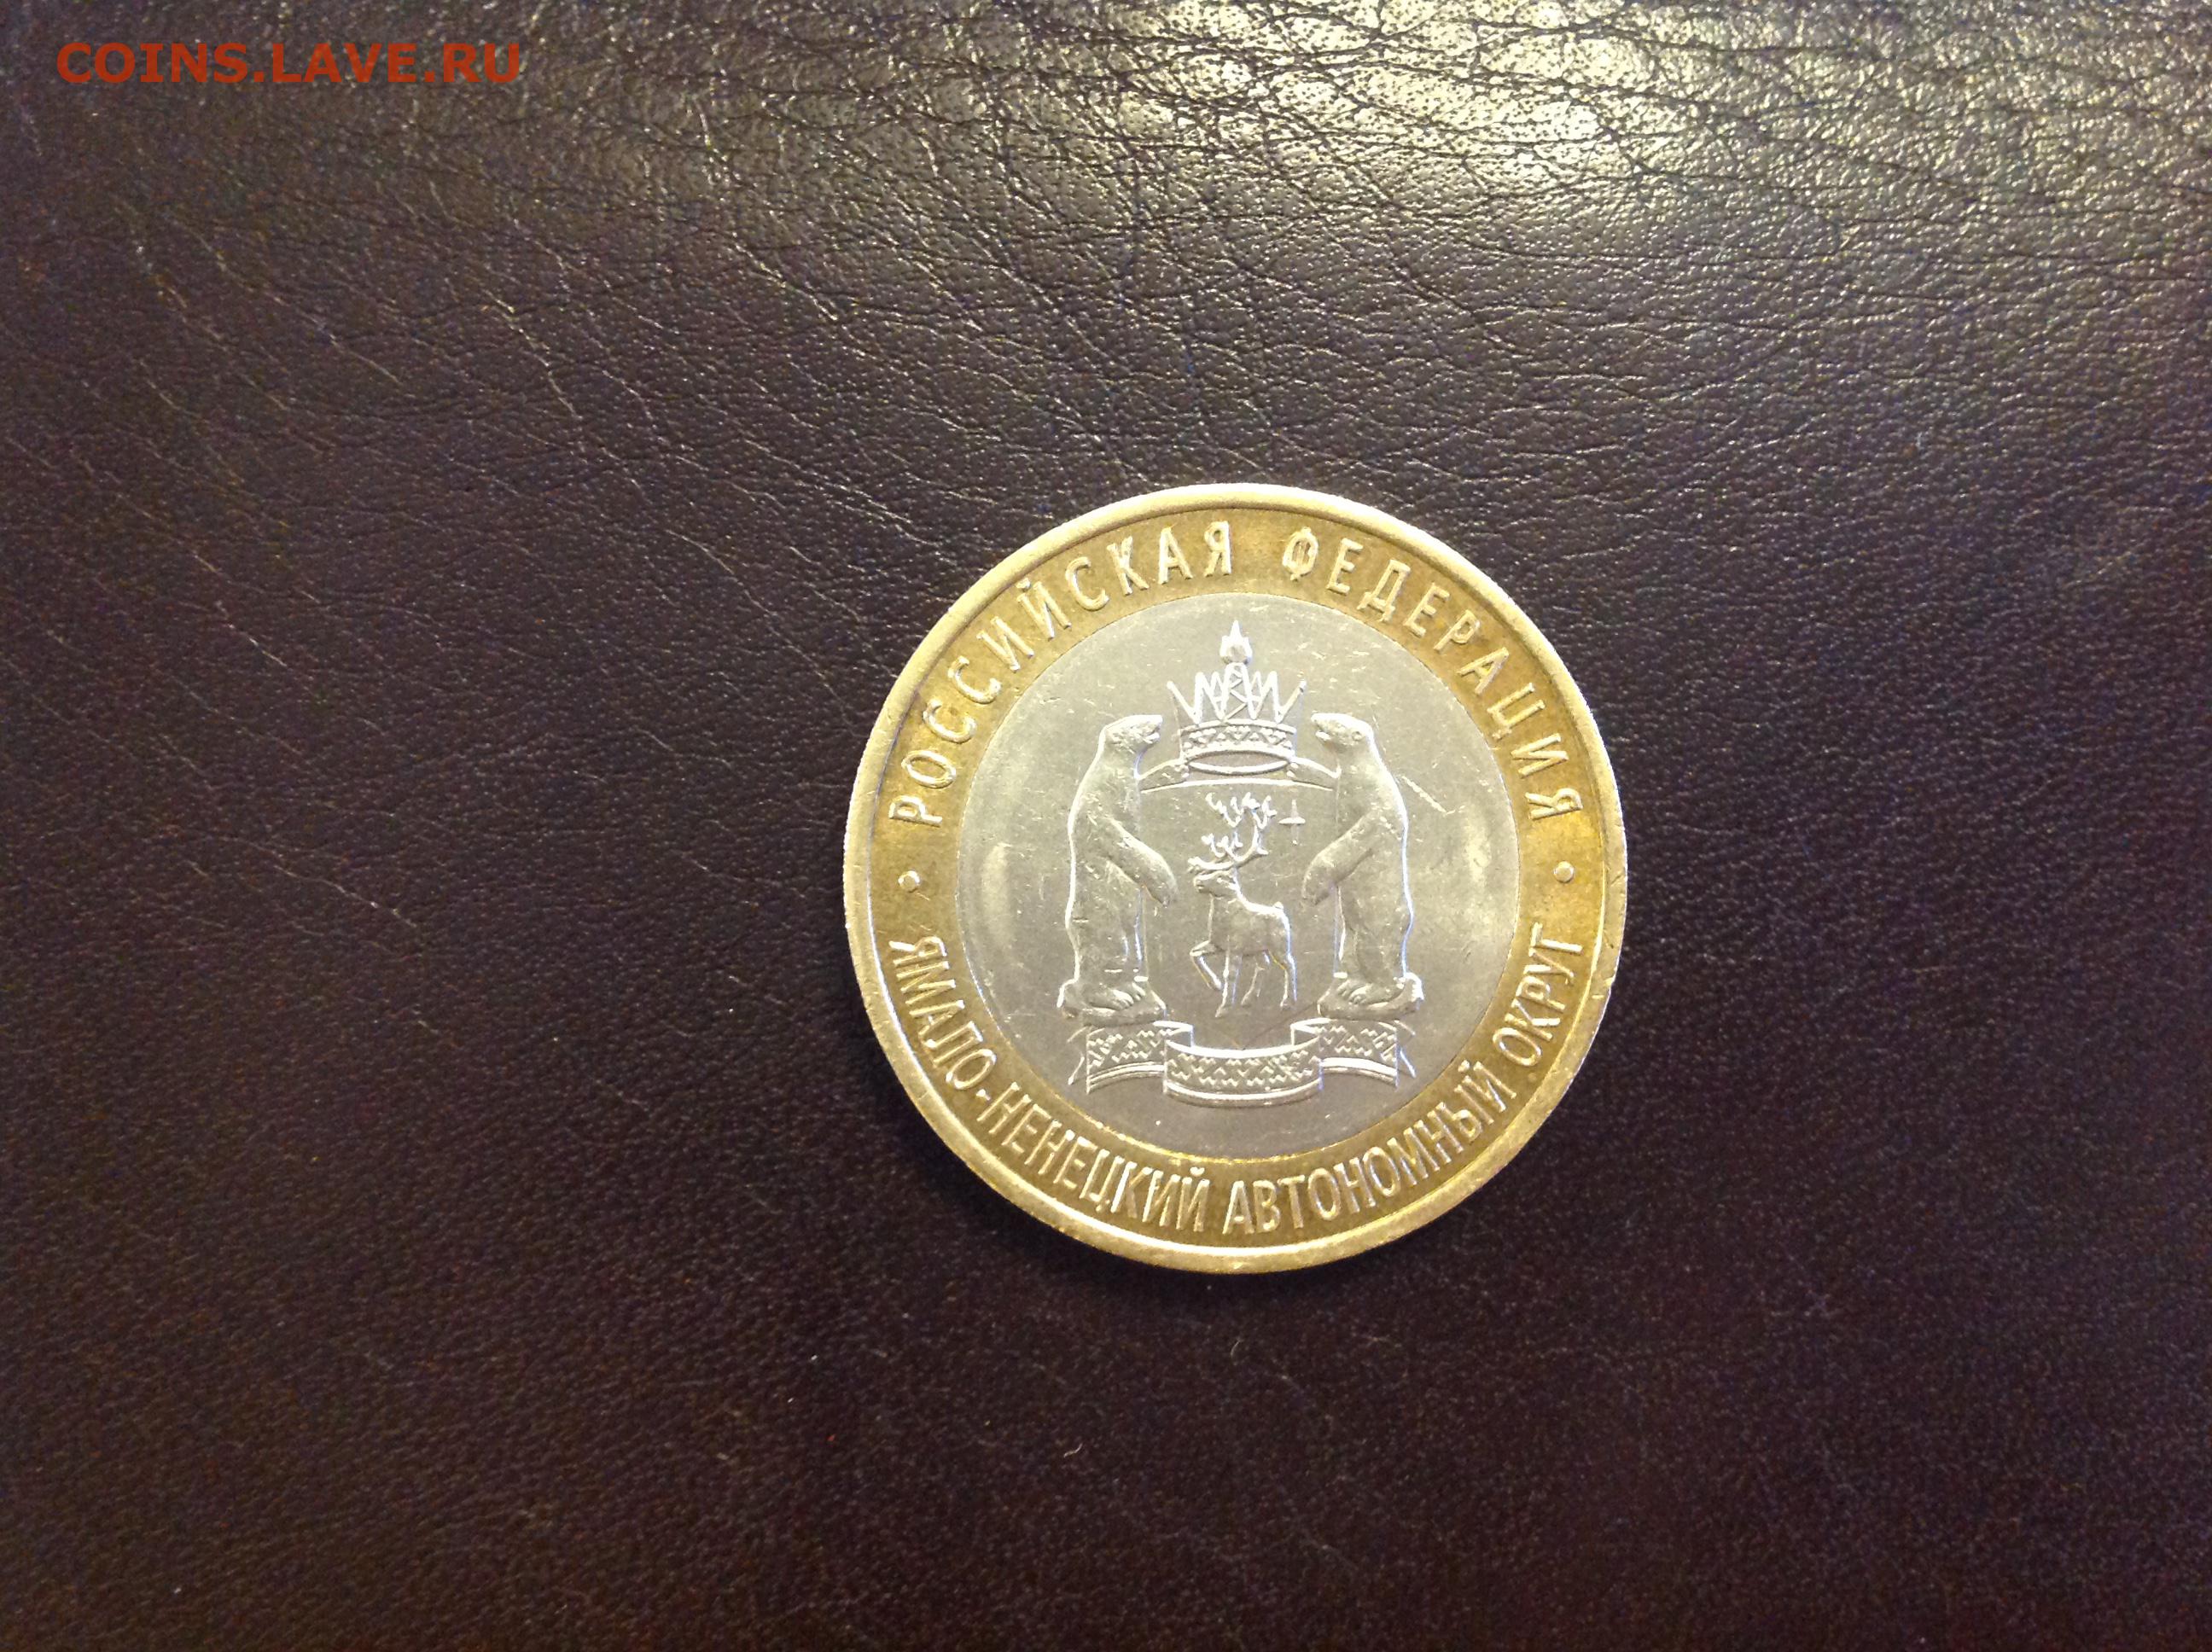 COINS.LAVE.RU
• РОССИЙСКАЯ ФЕДЕРАЦИЯ •
ЯМАЛО-НЕНЕЦКИЙ АВТОНОМНЫЙ ОКРУГ